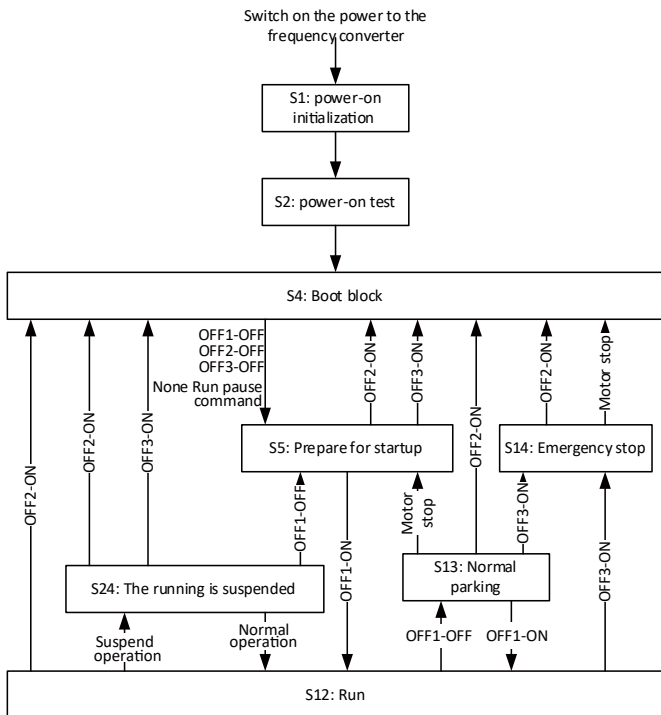 Switch on the power to the
frequency converter
S1: power-on
initialization
S2: power-on test
S4: Boot block
OFF1-OFF
OFF2-OFF
OFF3-OFF
None Run pause
command
OFF2-ON
OFF2-ON
OFF3-ON
OFF2-ON
OFF3-ON
OFF2-ON
OFF2-ON
Motor stop
S5: Prepare for startup
S14: Emergency stop
OFF1-OFF
OFF1-ON
Motor
stop
OFF3-ON
OFF3-ON
S24: The running is suspended
S13: Normal
parking
Suspend
operation
Normal
operation
OFF1-OFF
OFF1-ON
S12: Run